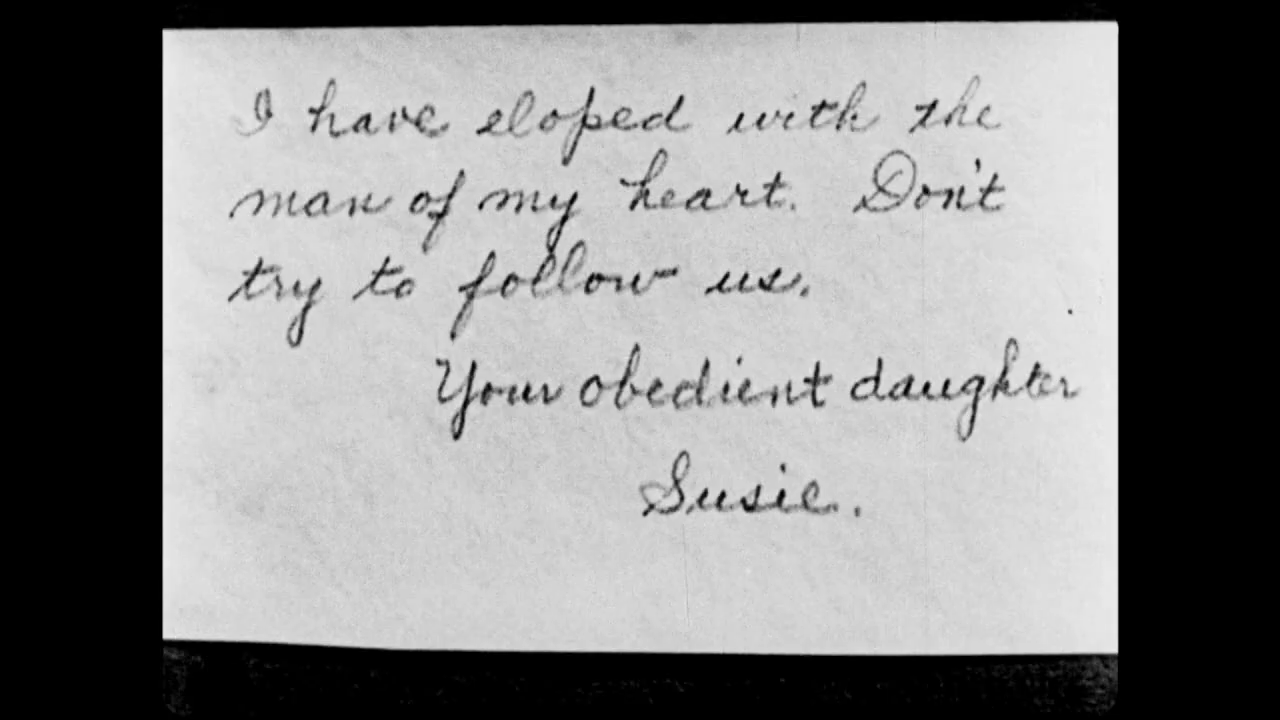 I have eloped with the
man of my heart. Don't
try to follow us.
Your obedient daughter
Susie.